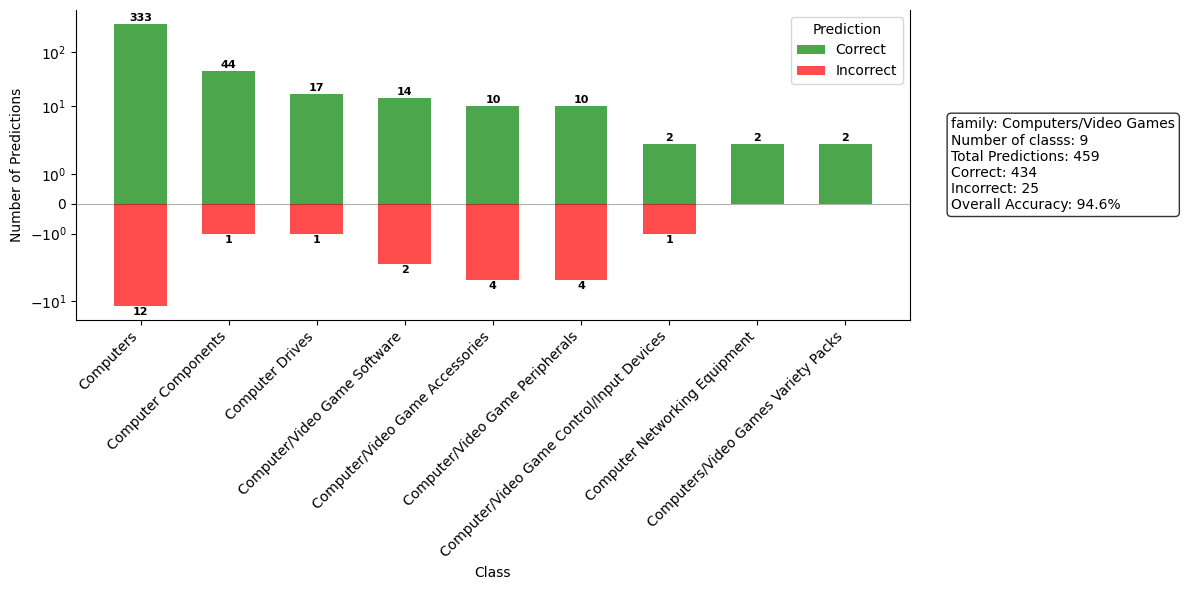 333
44
17
14
10
10
2
2
2
12
1
1
2
4
4
1
Prediction
Correct
Incorrect
Number of Predictions
10²
10¹
10⁰
0
−10⁰
−10¹
Computers
Computer Components
Computer Drives
Computer/Video Game Software
Computer/Video Game Accessories
Computer/Video Game Peripherals
Computer/Video Game Control/Input Devices
Computer Networking Equipment
Computers/Video Games Variety Packs
Class
family: Computers/Video Games
Number of classs: 9
Total Predictions: 459
Correct: 434
Incorrect: 25
Overall Accuracy: 94.6%